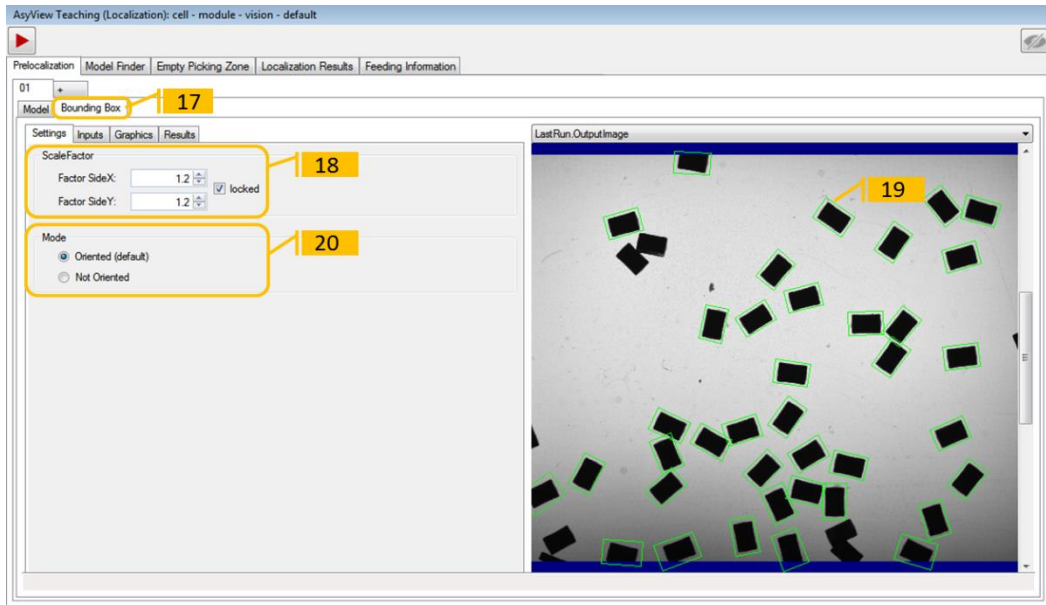 AsyView Teaching (Localization): cell - module - vision - default
Prelocalization Model Finder Empty Picking Zone Localization Results Feeding Information
01 +
Model Bounding Box 17
Settings Inputs Graphics Results
LastRun.OutputImage
ScaleFactor
Factor SideX: 1.2
locked
Factor SideY: 1.2
18
19
Mode
Oriented (default)
Not Oriented
20